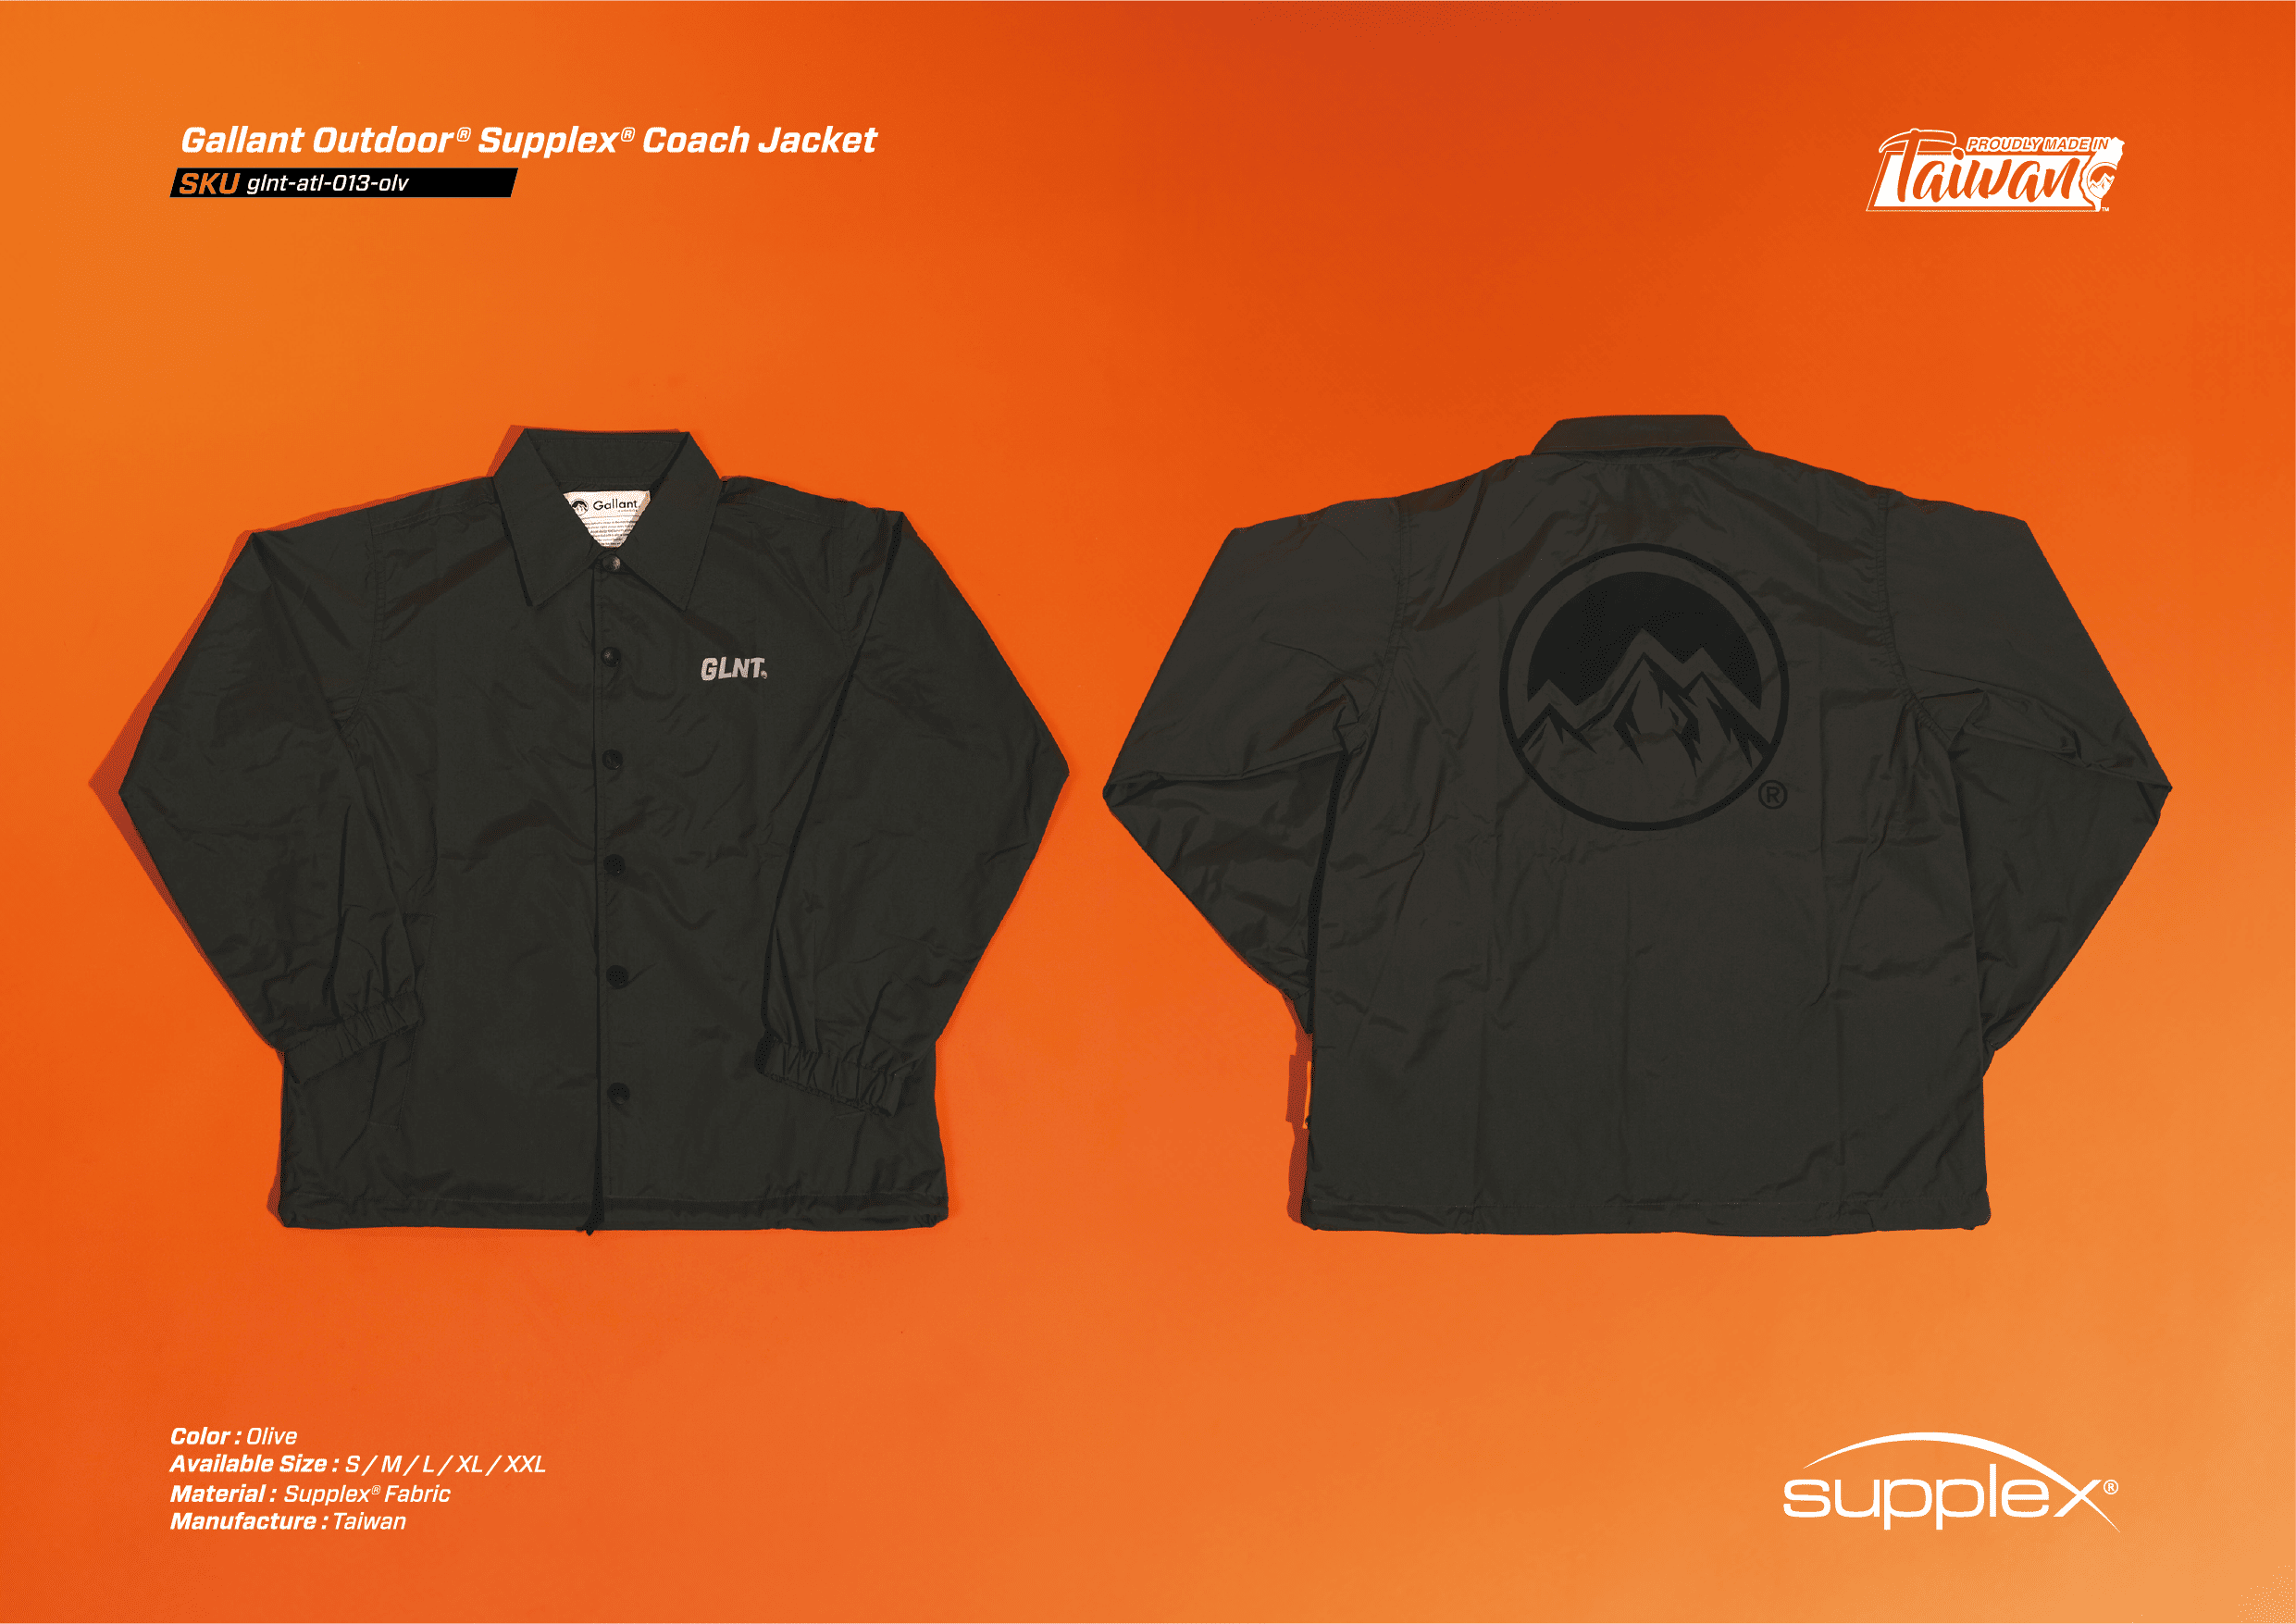 Gallant Outdoor® Supplex® Coach Jacket
SKU glnt-atl-013-olv
PROUDLY MADE IN
Taiwan
™
Gallant
GLNT.
®
Color : Olive
Available Size : S / M / L / XL / XXL
Material : Supplex® Fabric
Manufacture : Taiwan
supplex®